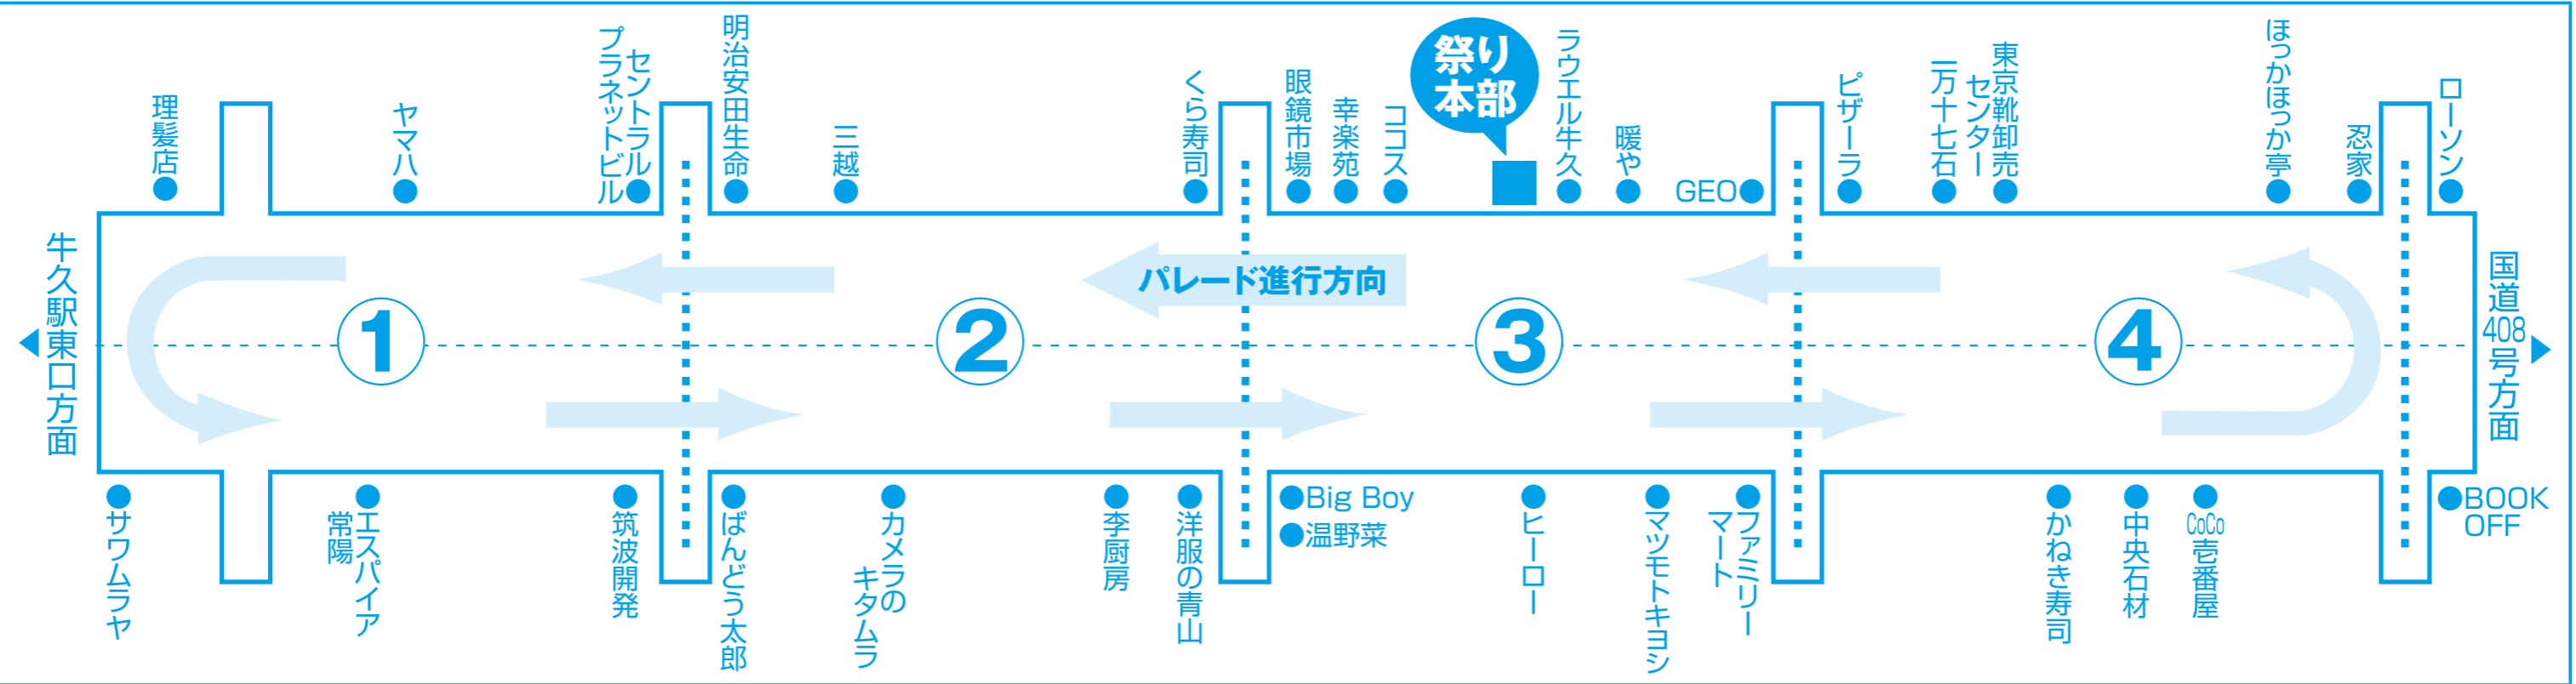 理髪店
ヤマハ
セントラル
プラネットビル
明治安田生命
三越
くら寿司
眼鏡市場
幸楽苑
ココス
祭り
本部
ラウエル牛久
暖や
GEO
ピザーラ
一万十七石
東京靴卸売
センター
ほっかほっか亭
忍家
ローソン
牛久駅東口方面
パレード進行方向
①
②
③
④
国道408号方面
サワムラヤ
エスパイア
常陽
筑波開発
ばんどう太郎
カメラの
キタムラ
李厨房
洋服の青山
Big Boy
温野菜
ヒーロー
マツモトキヨシ
ファミリー
マート
かねき寿司
中央石材
CoCo壱番屋
BOOK
OFF